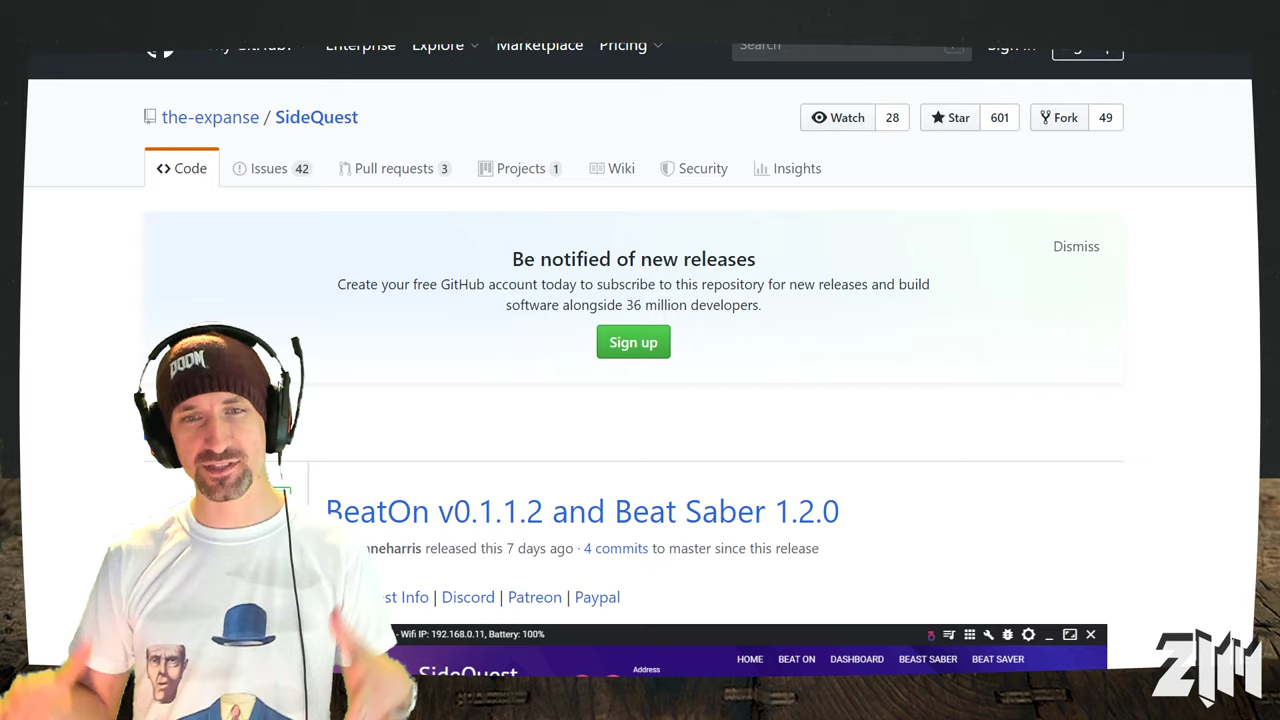 Enterprise Explore Marketplace Pricing Search
the-expanse / SideQuest
Watch 28 Star 601 Fork 49
Code Issues 42 Pull requests 3 Projects 1 Wiki Security Insights
Be notified of new releases
Dismiss
Create your free GitHub account today to subscribe to this repository for new releases and build
software alongside 36 million developers.
Sign up
DOOM
BeatOn v0.1.1.2 and Beat Saber 1.2.0
neharris released this 7 days ago · 4 commits to master since this release
st Info | Discord | Patreon | Paypal
- Wifi IP: 192.168.0.11, Battery: 100%
HOME BEAT ON DASHBOARD BEAST SABER BEAT SAVER
SideQuest
Address